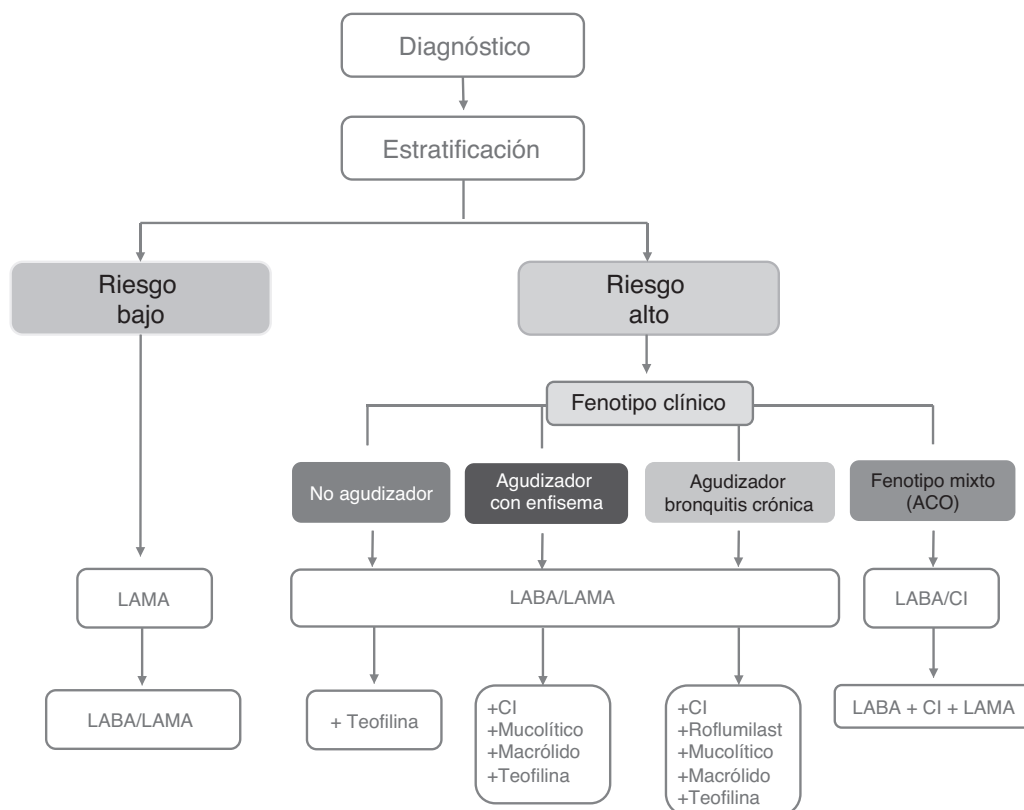 Diagnóstico
Estratificación
Riesgo
bajo
Riesgo
alto
Fenotipo clínico
No agudizador
Agudizador
con enfisema
Agudizador
bronquitis crónica
Fenotipo mixto
(ACO)
LAMA
LABA/LAMA
LABA/CI
LABA/LAMA
+ Teofilina
+CI
+Mucolítico
+Macrólido
+Teofilina
+CI
+Roflumilast
+Mucolítico
+Macrólido
+Teofilina
LABA + CI + LAMA